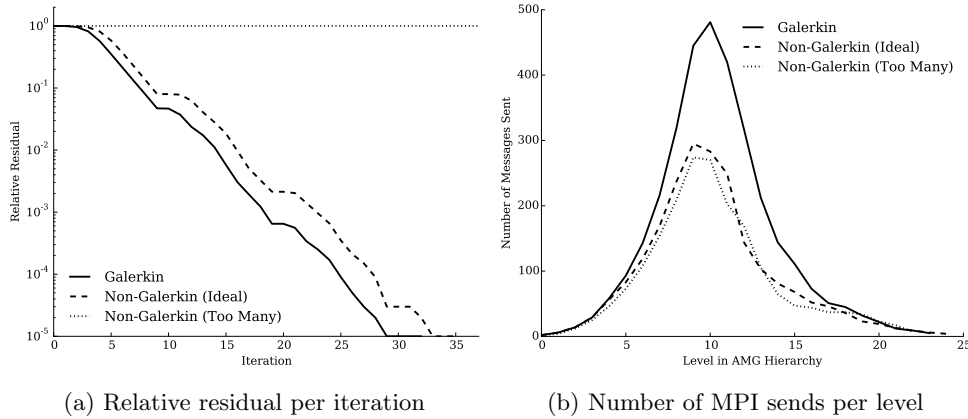 10^0
10^-1
10^-2
10^-3
10^-4
10^-5
Relative Residual
Galerkin
Non-Galerkin (Ideal)
Non-Galerkin (Too Many)
0 5 10 15 20 25 30 35
Iteration
(a) Relative residual per iteration
500
400
300
200
100
Number of Messages Sent
Galerkin
Non-Galerkin (Ideal)
Non-Galerkin (Too Many)
0 5 10 15 20 25
Level in AMG Hierarchy
(b) Number of MPI sends per level